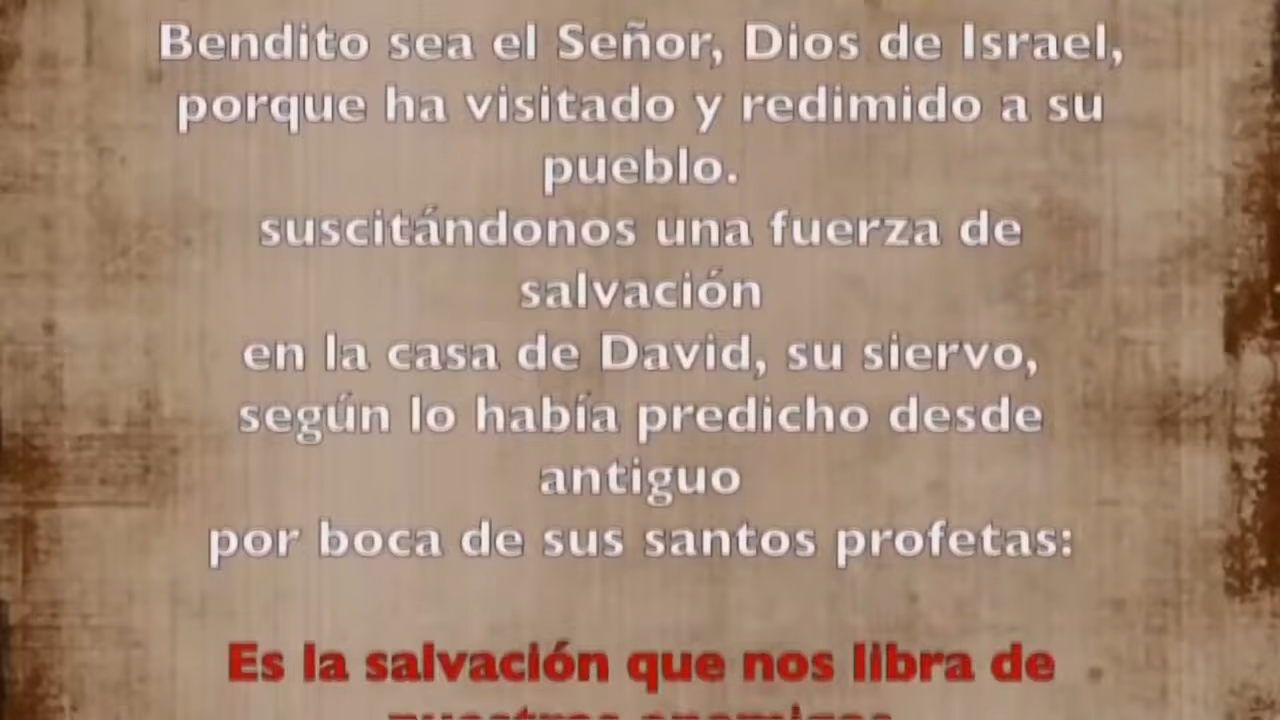 Bendito sea el Señor, Dios de Israel,
porque ha visitado y redimido a su
pueblo.
suscitándonos una fuerza de
salvación
en la casa de David, su siervo,
según lo había predicho desde
antiguo
por boca de sus santos profetas:
Es la salvación que nos libra de